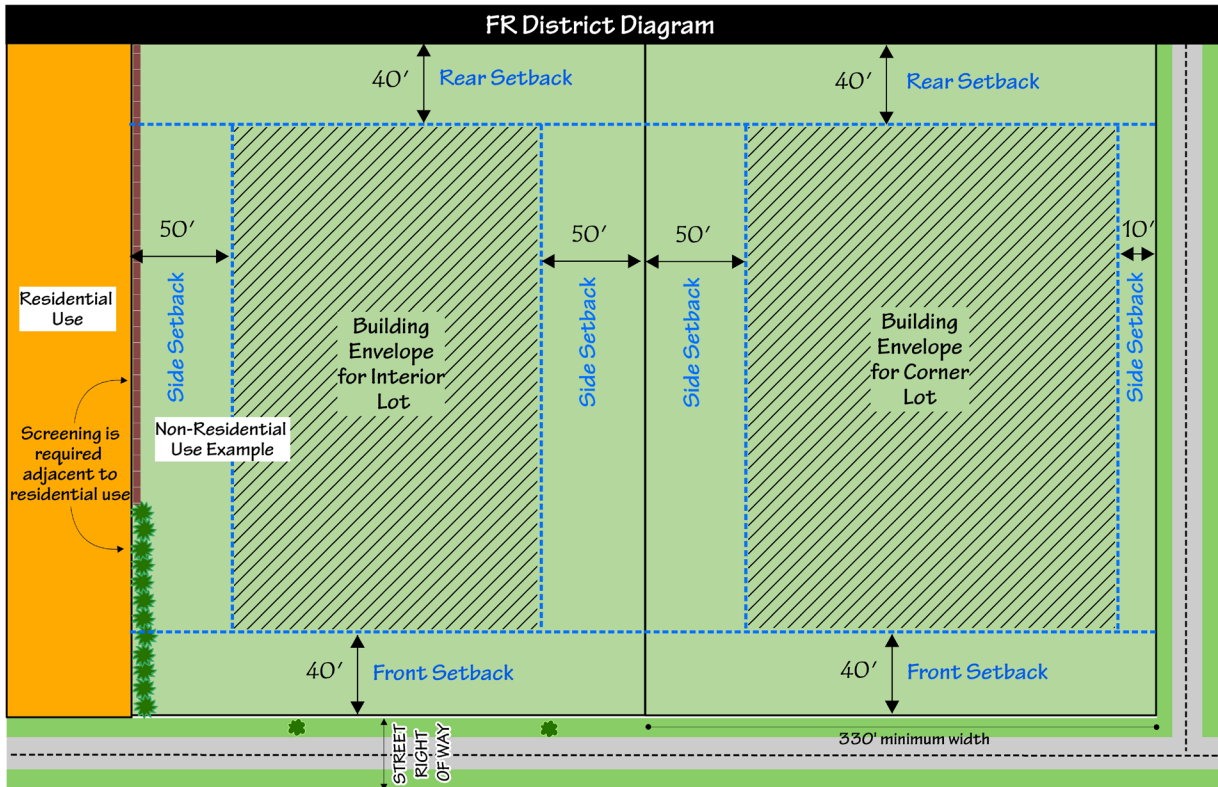 FR District Diagram
40'
Rear Setback
40'
Rear Setback
50'
50'
50'
10'
Side Setback
Side Setback
Side Setback
Side Setback
Residential
Use
Building
Envelope
for Interior
Lot
Building
Envelope
for Corner
Lot
Non-Residential
Use Example
Screening is
required
adjacent to
residential use
40'
Front Setback
40'
Front Setback
STREET
RIGHT
OF WAY
330' minimum width